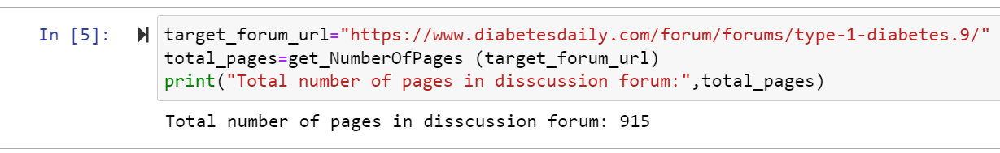 In [5]: target_forum_url="https://www.diabetesdaily.com/forum/forums/type-1-diabetes.9/"
total_pages=get_NumberOfPages (target_forum_url)
print("Total number of pages in disscussion forum:",total_pages)
Total number of pages in disscussion forum: 915